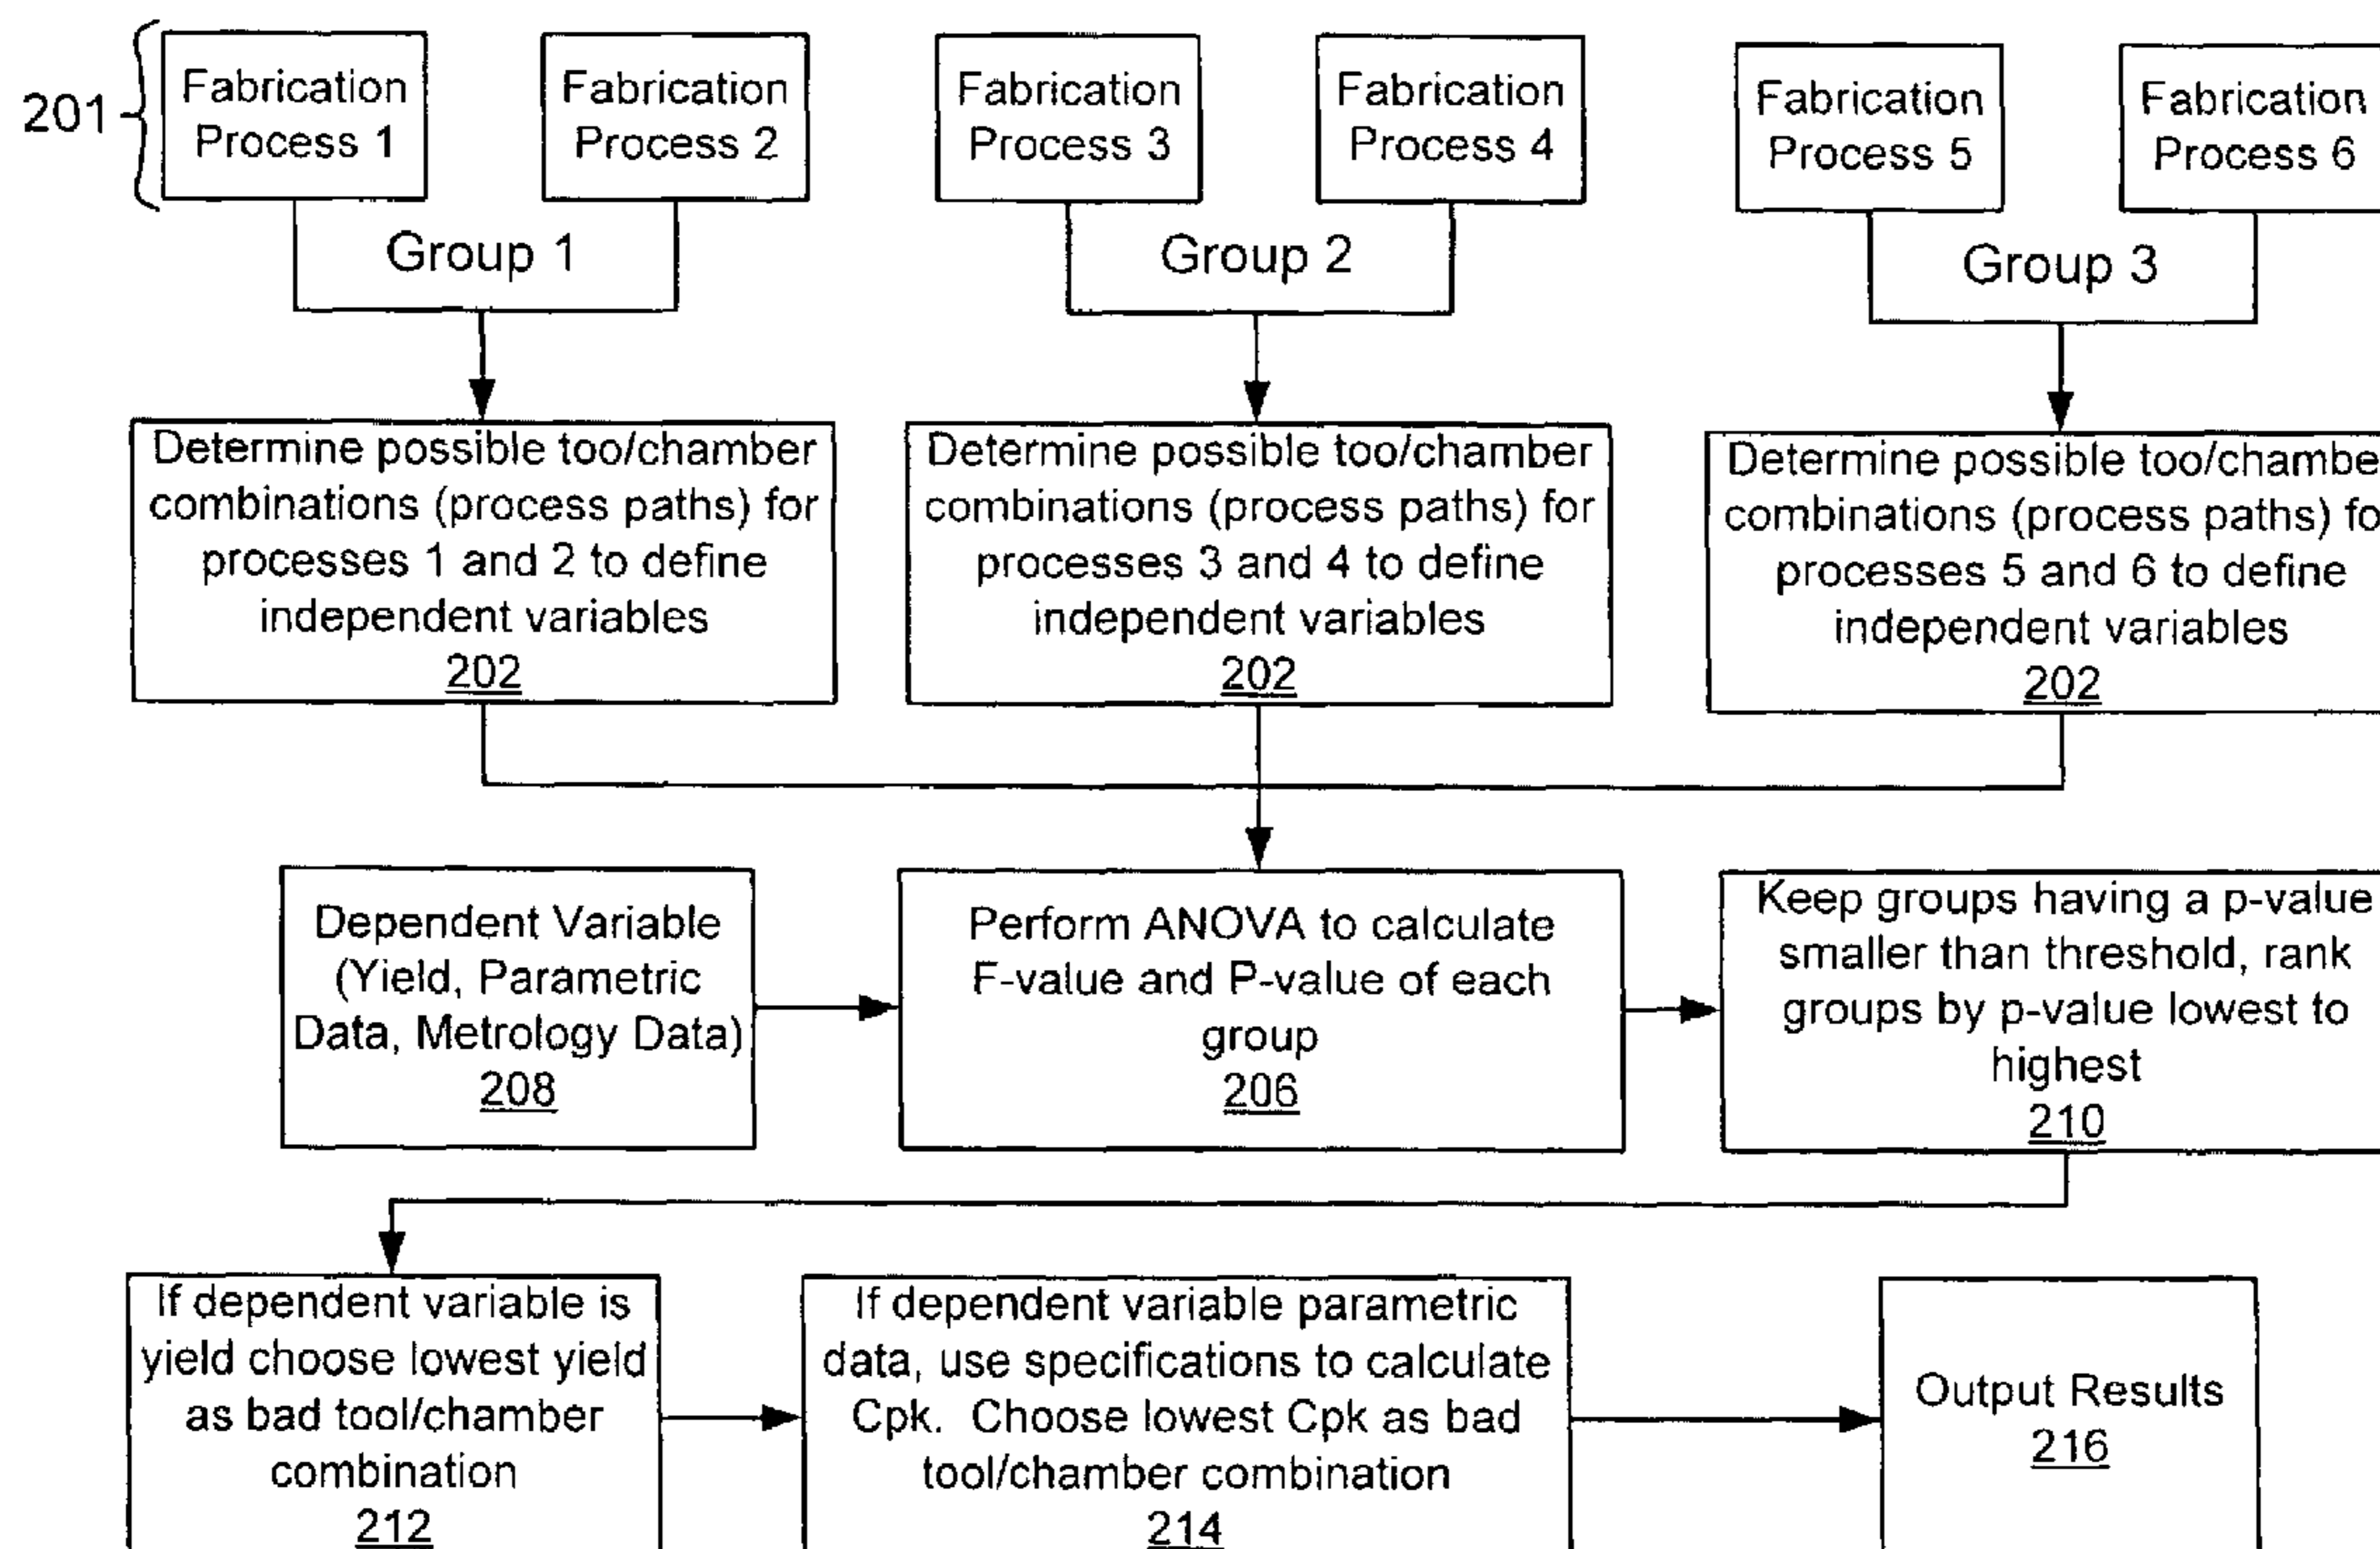 201
Fabrication
Process 1
Fabrication
Process 2
Fabrication
Process 3
Fabrication
Process 4
Fabrication
Process 5
Fabrication
Process 6
Group 1
Group 2
Group 3
Determine possible too/chamber
combinations (process paths) for
processes 1 and 2 to define
independent variables
202
Determine possible too/chamber
combinations (process paths) for
processes 3 and 4 to define
independent variables
202
Determine possible too/chambe
combinations (process paths) fo
processes 5 and 6 to define
independent variables
202
Dependent Variable
(Yield, Parametric
Data, Metrology Data)
208
Perform ANOVA to calculate
F-value and P-value of each
group
206
Keep groups having a p-value
smaller than threshold, rank
groups by p-value lowest to
highest
210
If dependent variable is
yield choose lowest yield
as bad tool/chamber
combination
212
If dependent variable parametric
data, use specifications to calculate
Cpk. Choose lowest Cpk as bad
tool/chamber combination
214
Output Results
216